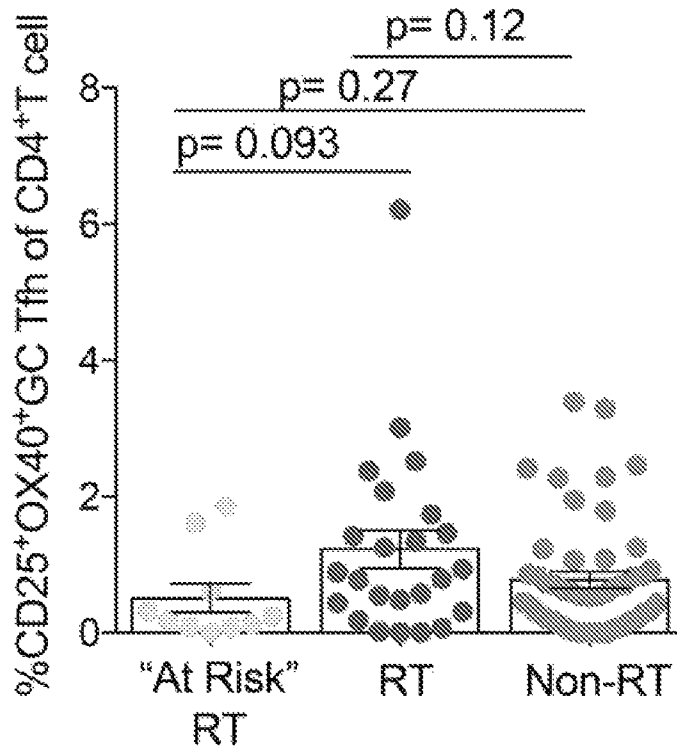 p= 0.12
p= 0.27
p= 0.093
%CD25⁺OX40⁺GC Tfh of CD4⁺T cell
8
6
4
2
0
“At Risk” RT
RT
Non-RT